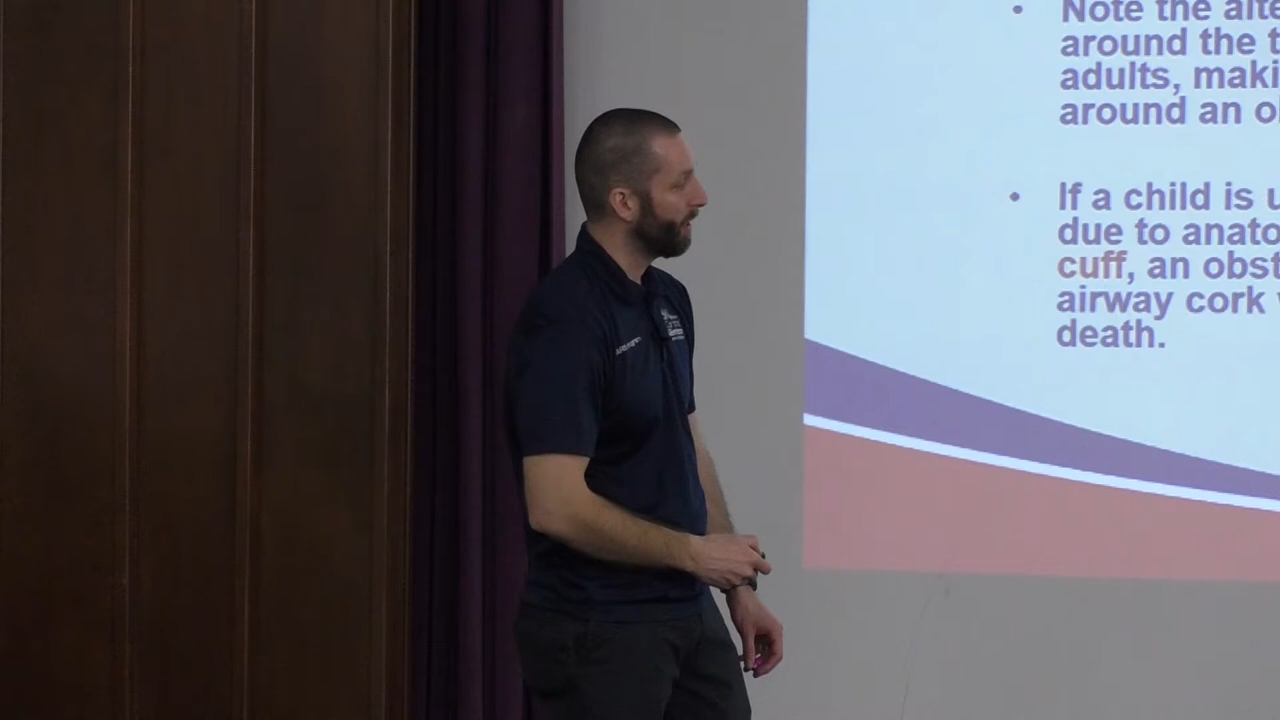 Note the alte
around the t
adults, maki
around an o
If a child is u
due to anato
cuff, an obst
airway cork
death.